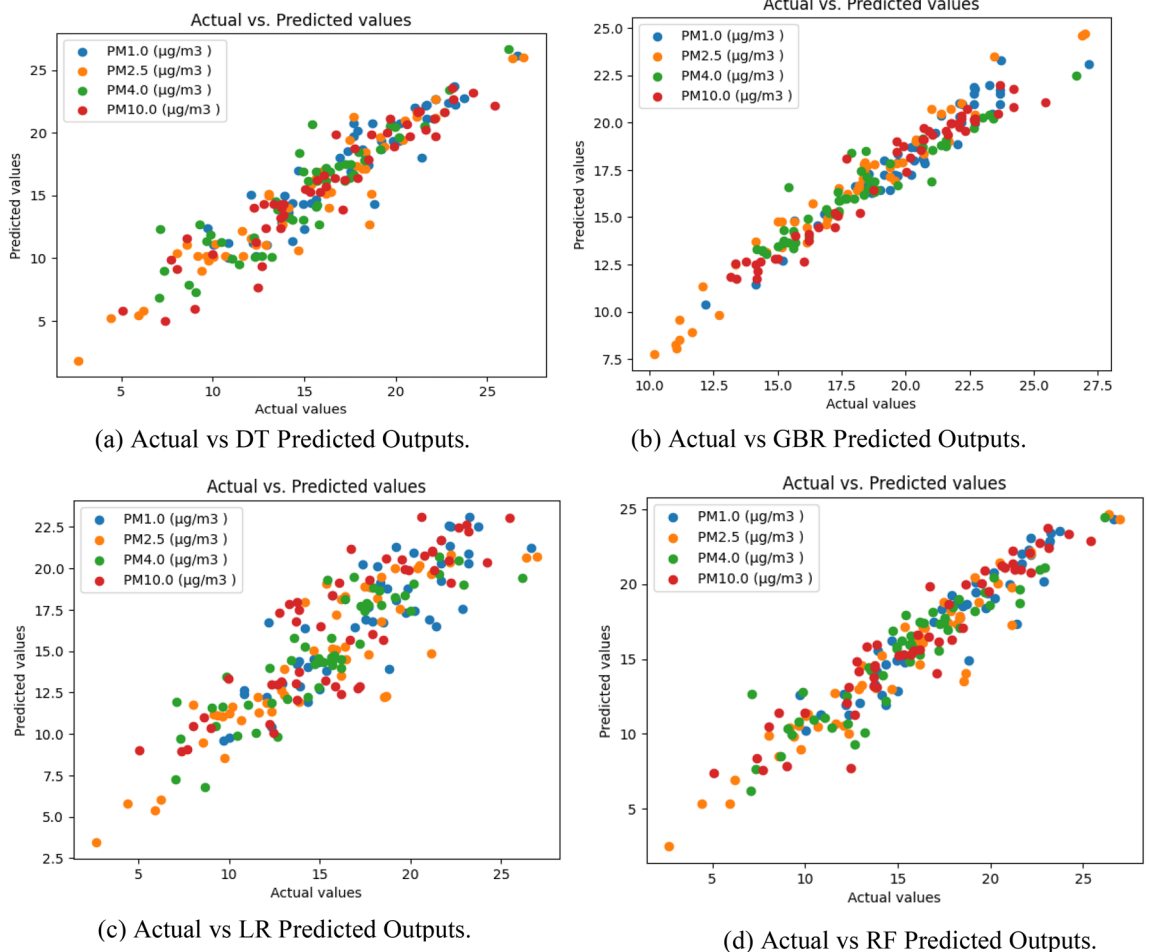 Actual vs. Predicted values
PM1.0 (µg/m3 )
PM2.5 (µg/m3 )
PM4.0 (µg/m3 )
PM10.0 (µg/m3 )
25
20
15
10
5
Predicted values
5 10 15 20 25
Actual values
(a) Actual vs DT Predicted Outputs.
Actual vs. Predicted values
PM1.0 (µg/m3 )
PM2.5 (µg/m3 )
PM4.0 (µg/m3 )
PM10.0 (µg/m3 )
25.0
22.5
20.0
17.5
15.0
12.5
10.0
7.5
Predicted values
10.0 12.5 15.0 17.5 20.0 22.5 25.0 27.5
Actual values
(b) Actual vs GBR Predicted Outputs.
Actual vs. Predicted values
PM1.0 (µg/m3 )
PM2.5 (µg/m3 )
PM4.0 (µg/m3 )
PM10.0 (µg/m3 )
22.5
20.0
17.5
15.0
12.5
10.0
7.5
5.0
2.5
Predicted values
5 10 15 20 25
Actual values
(c) Actual vs LR Predicted Outputs.
Actual vs. Predicted values
PM1.0 (µg/m3 )
PM2.5 (µg/m3 )
PM4.0 (µg/m3 )
PM10.0 (µg/m3 )
25
20
15
10
5
Predicted values
5 10 15 20 25
Actual values
(d) Actual vs RF Predicted Outputs.